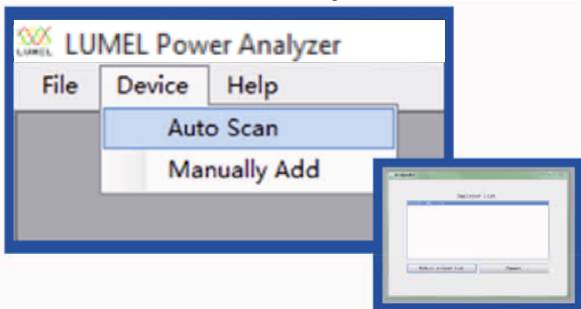 LUMEL LUMEL Power Analyzer
File Device Help
Auto Scan
Manually Add